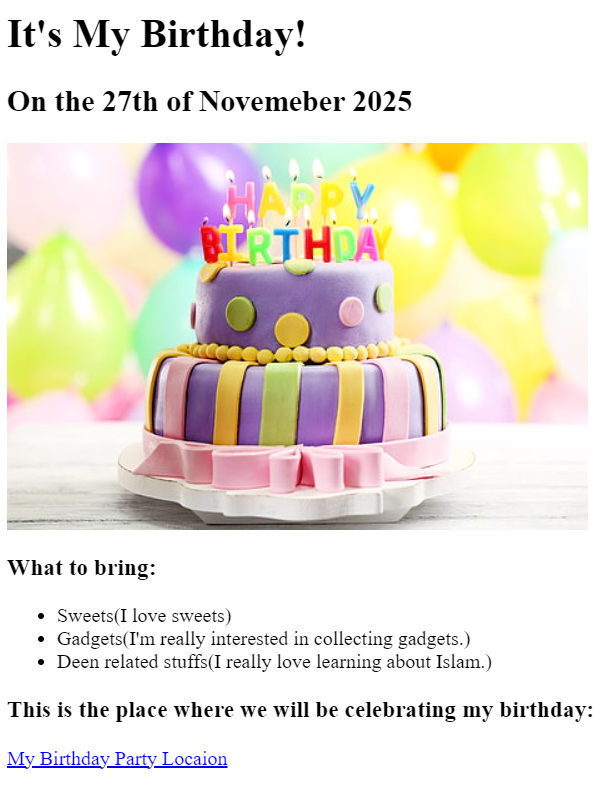 It's My Birthday!
On the 27th of Novemeber 2025
HAPPY
BIRTHDAY
What to bring:
Sweets(I love sweets)
Gadgets(I'm really interested in collecting gadgets.)
Deen related stuffs(I really love learning about Islam.)
This is the place where we will be celebrating my birthday:
My Birthday Party Locaion